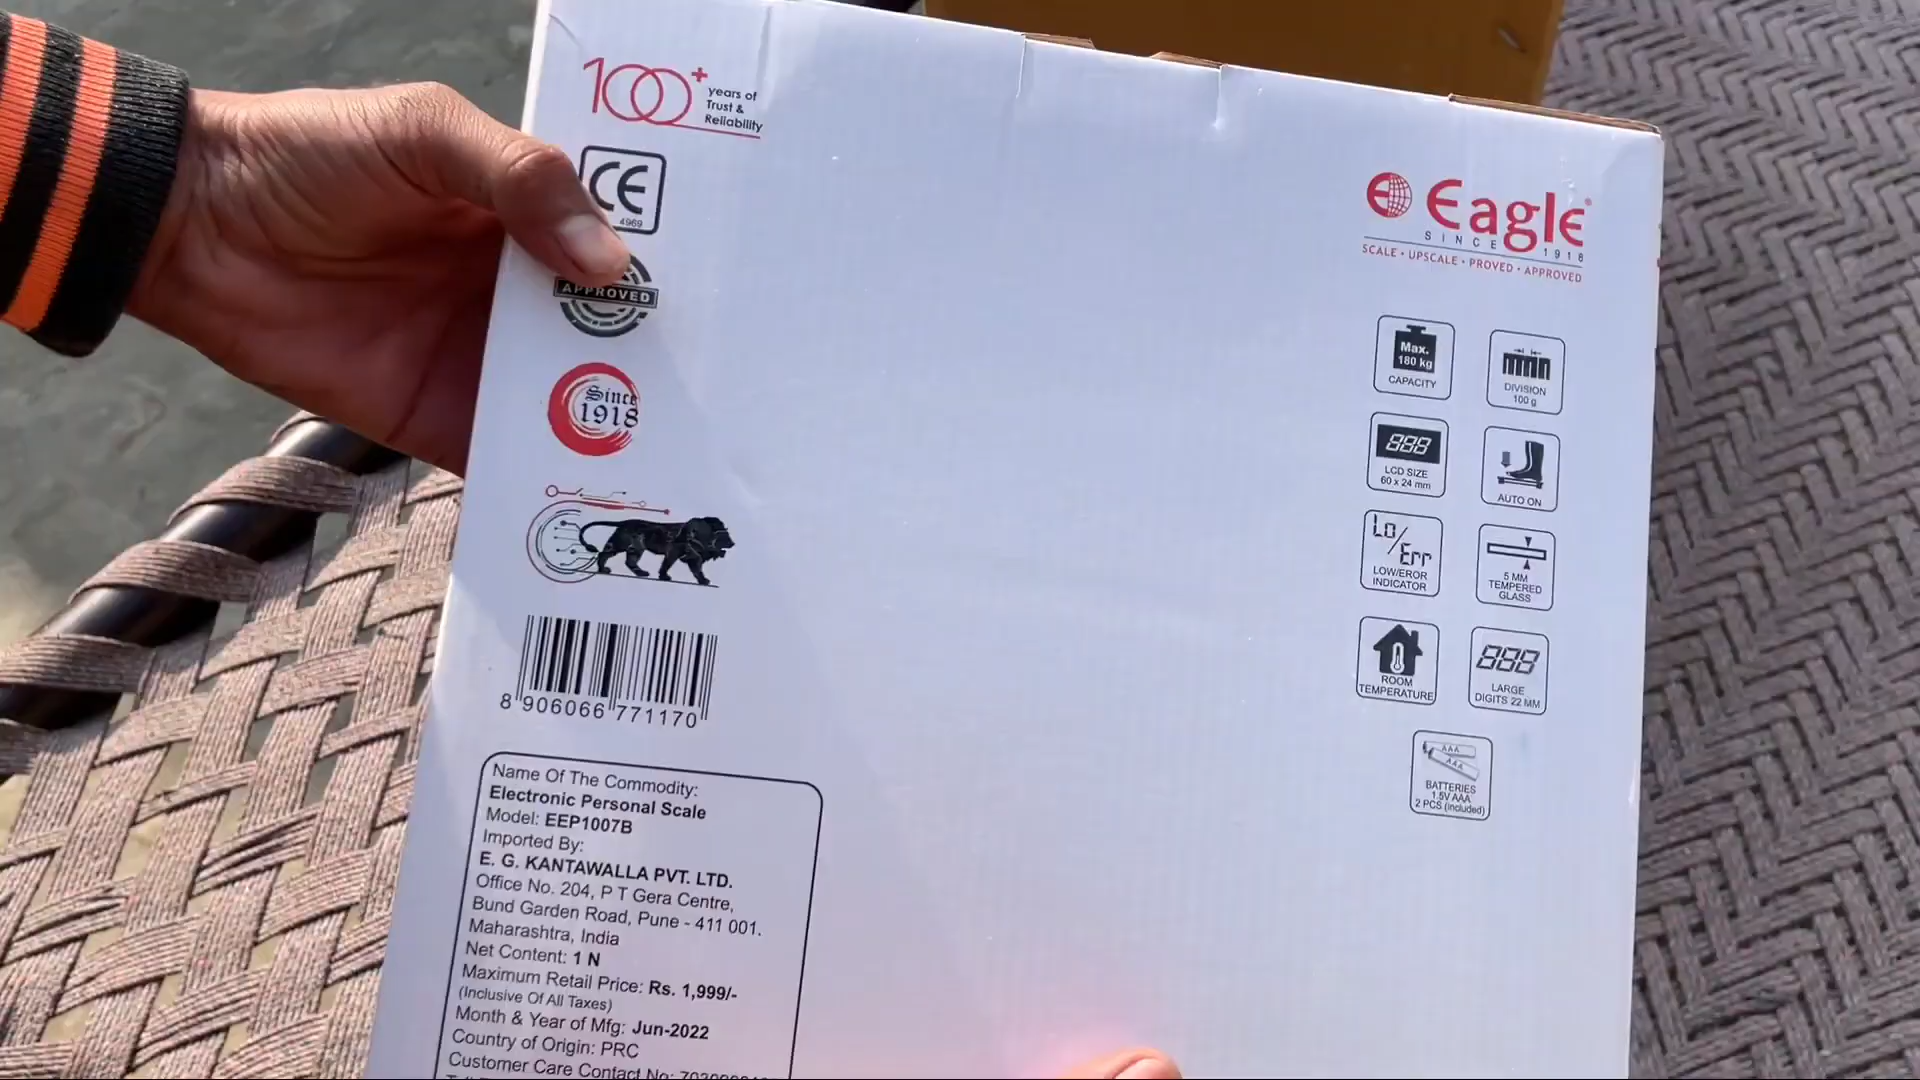 100+ years of
Trust &
Reliability
CE
4969
APPROVED
Since
1918
8 906066 771170
Name Of The Commodity:
Electronic Personal Scale
Model: EEP1007B
Imported By:
E. G. KANTAWALLA PVT. LTD.
Office No. 204, P T Gera Centre,
Bund Garden Road, Pune - 411 001.
Maharashtra, India
Net Content: 1 N
Maximum Retail Price: Rs. 1,999/-
(Inclusive Of All Taxes)
Month & Year of Mfg: Jun-2022
Country of Origin: PRC
Customer Care Contact No:
Eagle
SINCE 1918
SCALE • UPSCALE • PROVED • APPROVED
Max.
180 kg
CAPACITY
DIVISION
100 g
888
LCD SIZE
60 x 24 mm
AUTO ON
Lo/Err
LOW/EROR
INDICATOR
5 MM
TEMPERED
GLASS
ROOM
TEMPERATURE
888
LARGE
DIGITS 22 MM
AAA
AAA
BATTERIES
1.5V AAA
2 PCS (included)